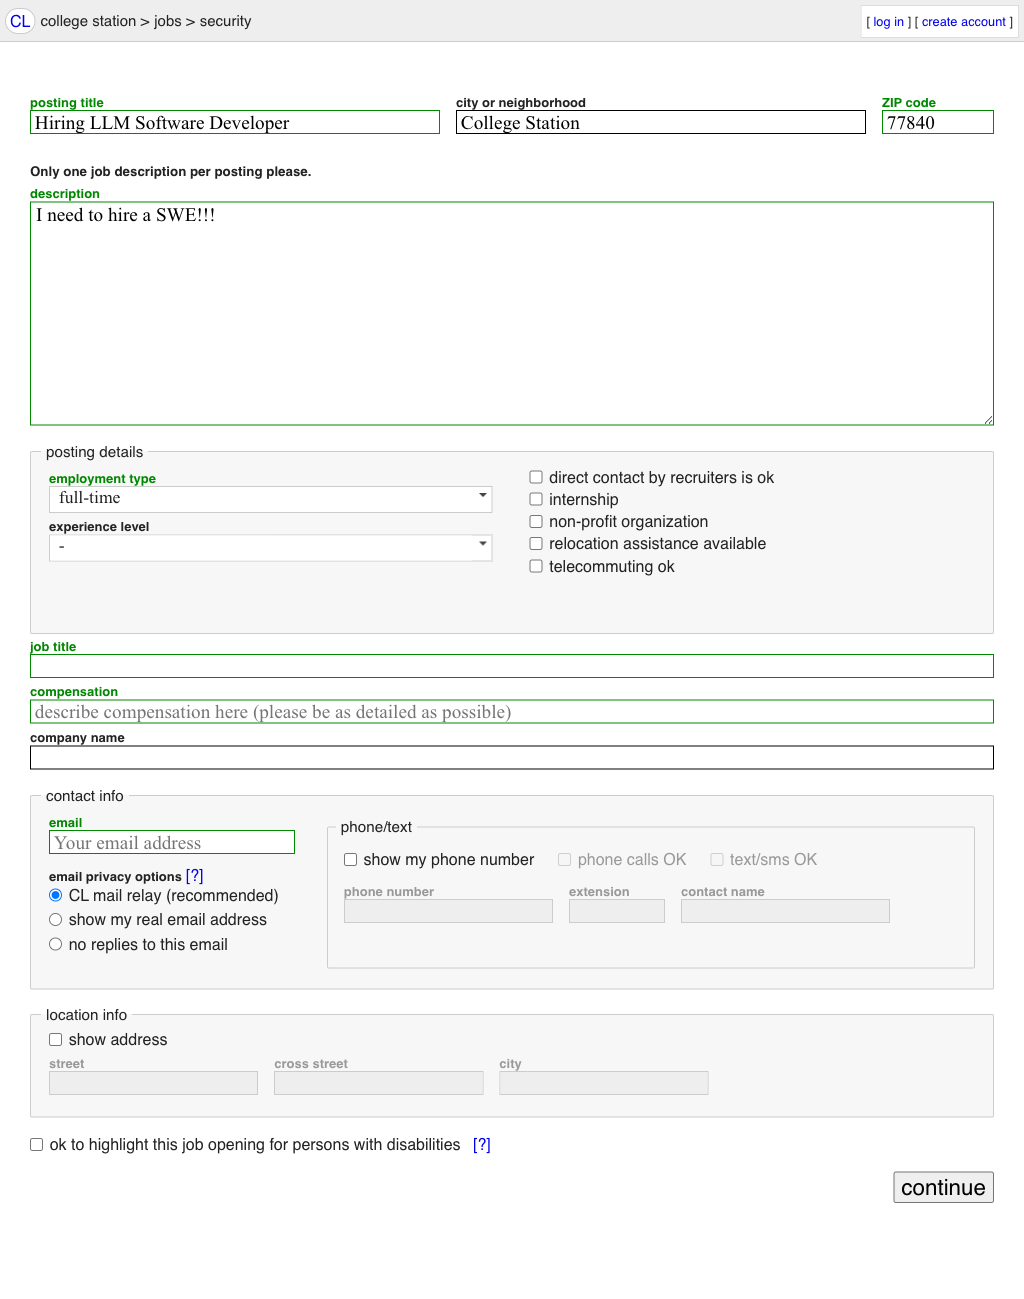 CL college station > jobs > security [ log in ] [ create account ]
posting title city or neighborhood ZIP code
Hiring LLM Software Developer College Station 77840
Only one job description per posting please.
description
I need to hire a SWE!!!
posting details
employment type
full-time
experience level
-
direct contact by recruiters is ok
internship
non-profit organization
relocation assistance available
telecommuting ok
job title
compensation
describe compensation here (please be as detailed as possible)
company name
contact info
email
Your email address
email privacy options [?]
CL mail relay (recommended)
show my real email address
no replies to this email
phone/text
show my phone number phone calls OK text/sms OK
phone number extension contact name
location info
show address
street cross street city
ok to highlight this job opening for persons with disabilities [?]
continue